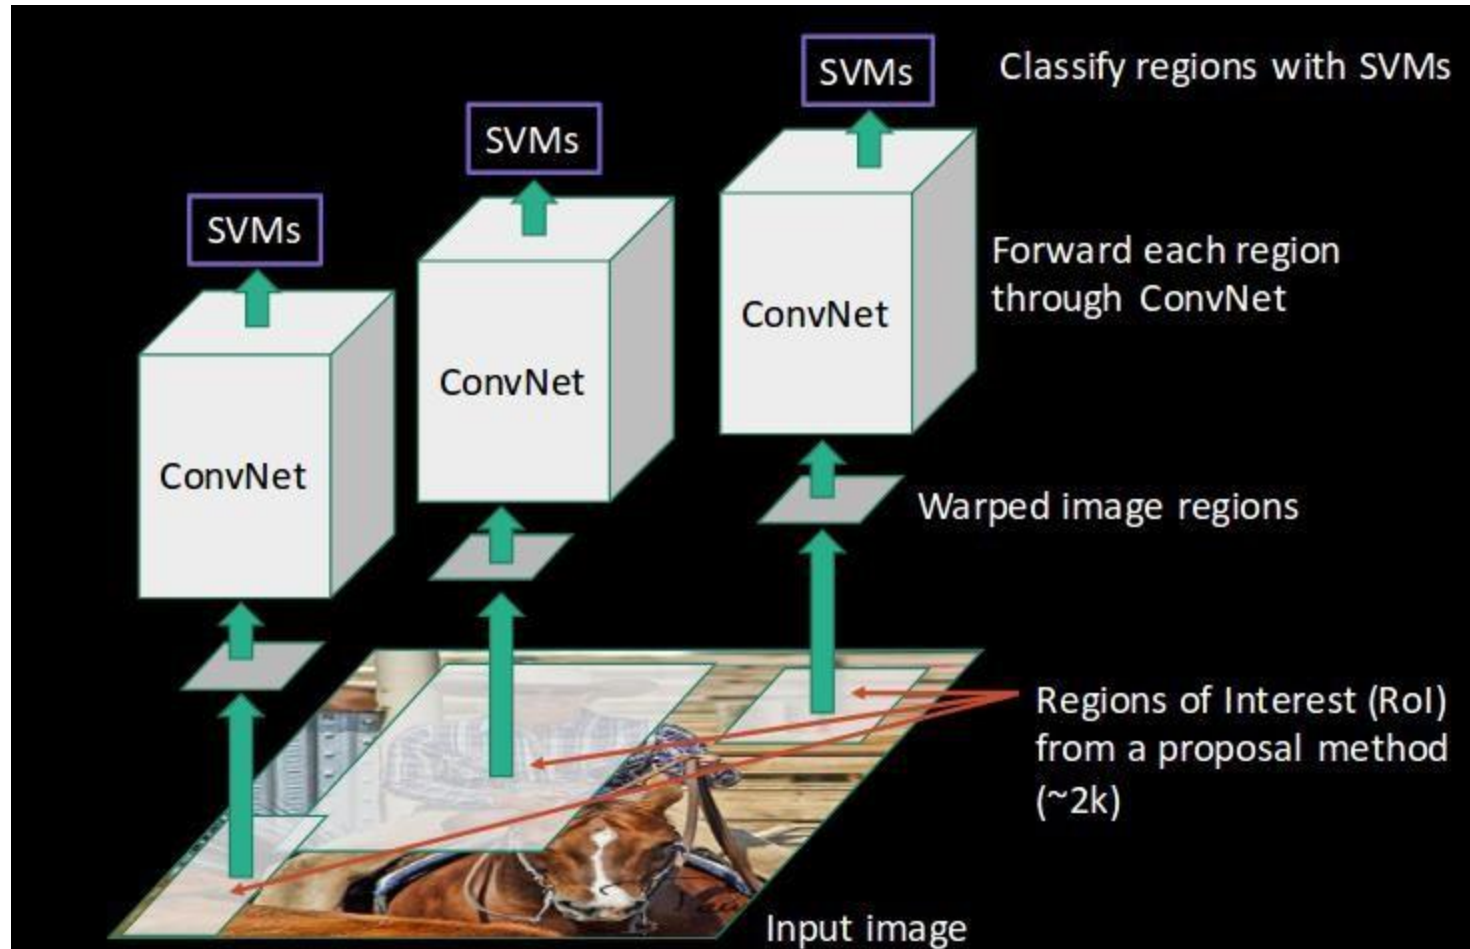 SVMs
Classify regions with SVMs
SVMs
SVMs
Forward each region
through ConvNet
ConvNet
ConvNet
ConvNet
Warped image regions
Regions of Interest (RoI)
from a proposal method
(~2k)
Input image